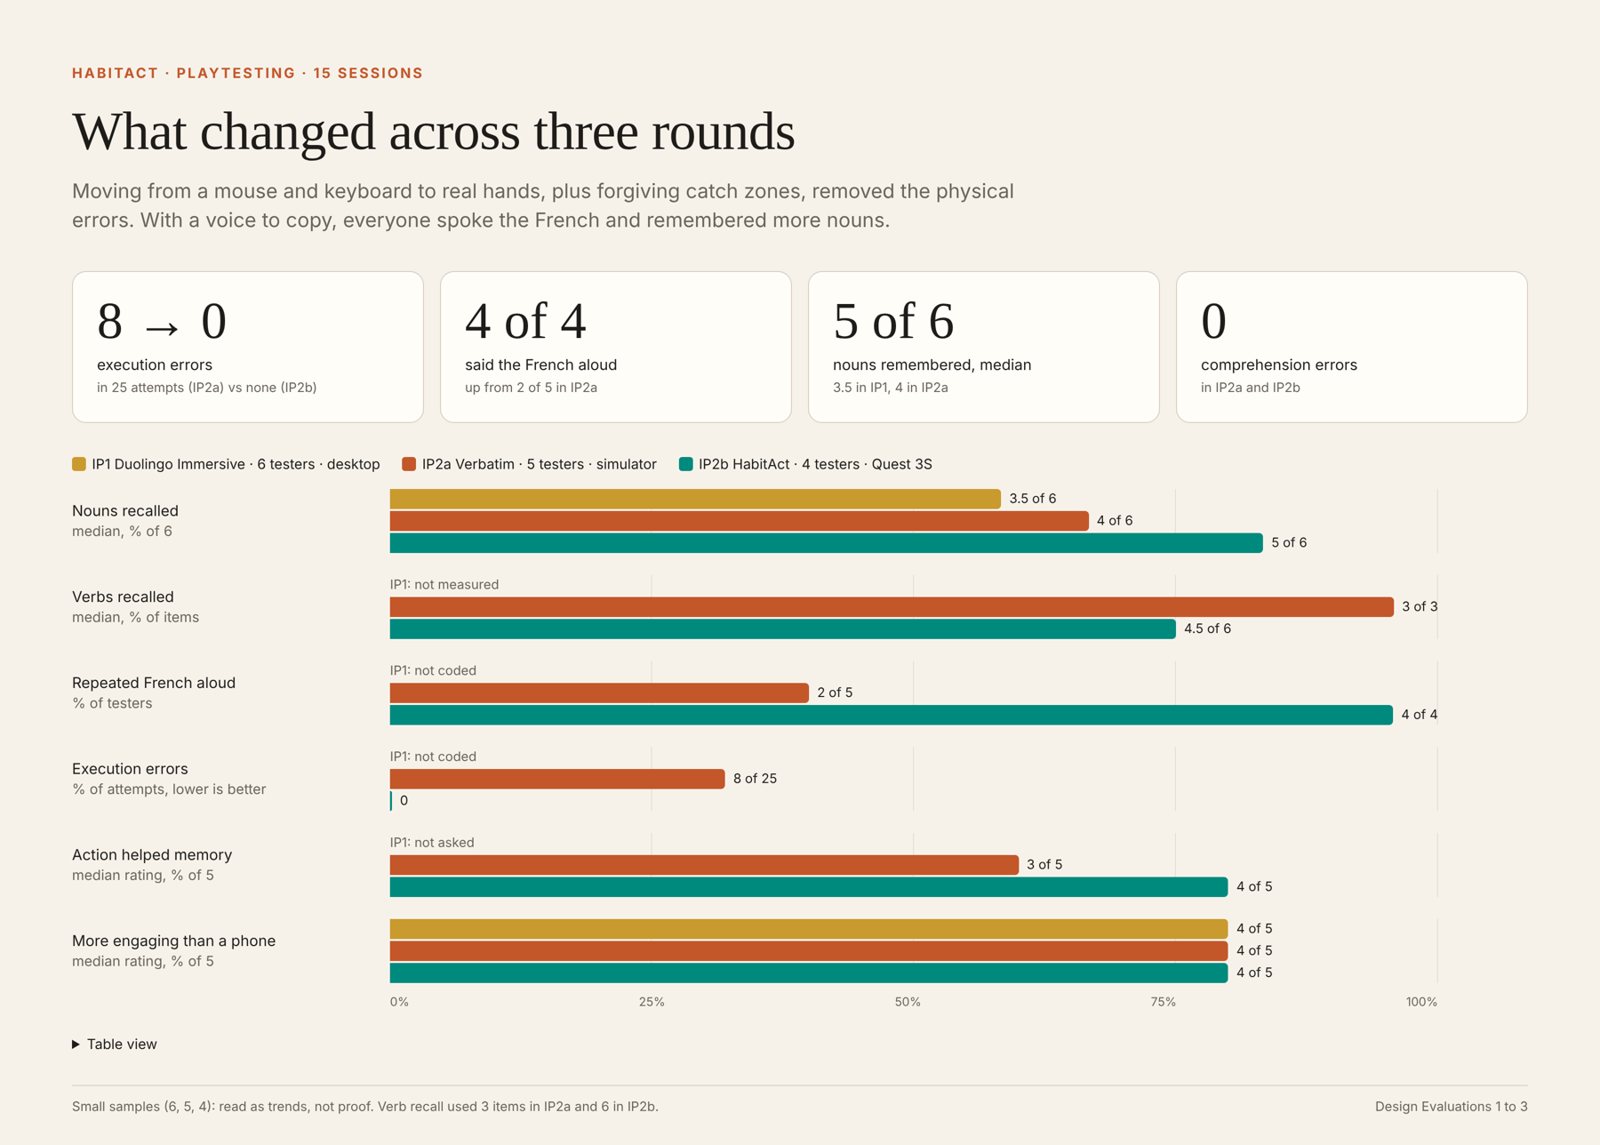 HABITACT · PLAYTESTING · 15 SESSIONS
What changed across three rounds
Moving from a mouse and keyboard to real hands, plus forgiving catch zones, removed the physical
errors. With a voice to copy, everyone spoke the French and remembered more nouns.
8 → 0
execution errors
in 25 attempts (IP2a) vs none (IP2b)
4 of 4
said the French aloud
up from 2 of 5 in IP2a
5 of 6
nouns remembered, median
3.5 in IP1, 4 in IP2a
0
comprehension errors
in IP2a and IP2b
IP1 Duolingo Immersive · 6 testers · desktop
IP2a Verbatim · 5 testers · simulator
IP2b HabitAct · 4 testers · Quest 3S
Nouns recalled
median, % of 6
3.5 of 6
4 of 6
5 of 6
Verbs recalled
median, % of items
IP1: not measured
3 of 3
4.5 of 6
Repeated French aloud
% of testers
IP1: not coded
2 of 5
4 of 4
Execution errors
% of attempts, lower is better
IP1: not coded
8 of 25
0
Action helped memory
median rating, % of 5
IP1: not asked
3 of 5
4 of 5
More engaging than a phone
median rating, % of 5
4 of 5
4 of 5
4 of 5
0%
25%
50%
75%
100%
▶ Table view
Small samples (6, 5, 4): read as trends, not proof. Verb recall used 3 items in IP2a and 6 in IP2b.
Design Evaluations 1 to 3